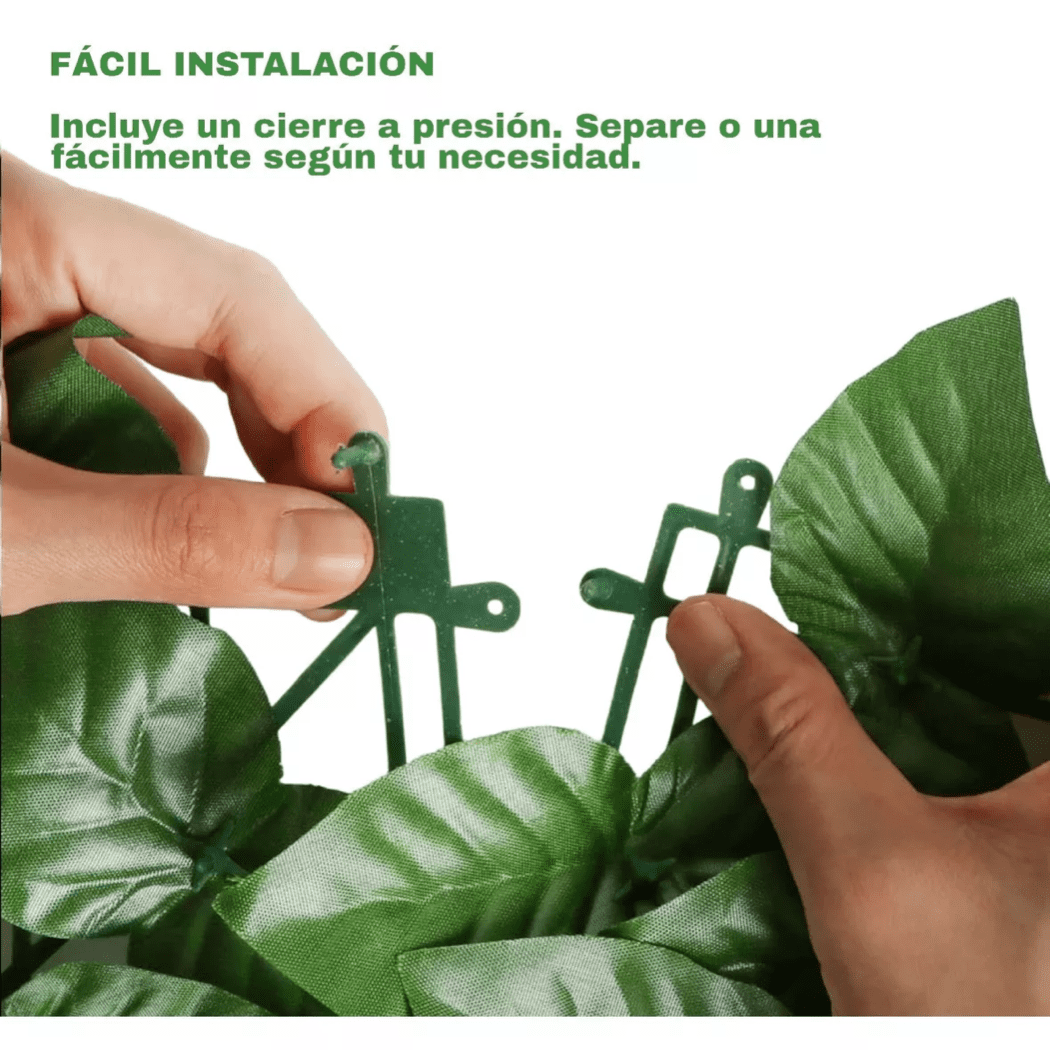 FÁCIL INSTALACIÓN
Incluye un cierre a presión. Separe o una
fácilmente según tu necesidad.